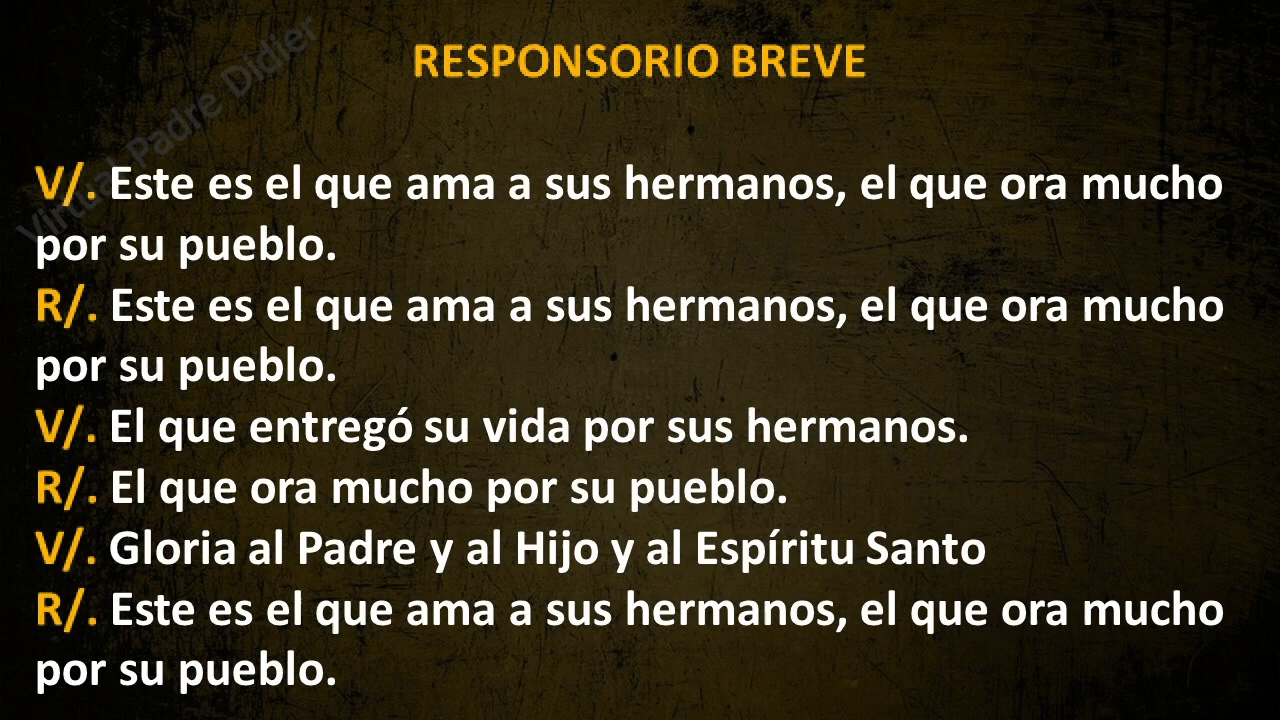 Virtual Padre Didier
RESPONSORIO BREVE
V/. Este es el que ama a sus hermanos, el que ora mucho
por su pueblo.
R/. Este es el que ama a sus hermanos, el que ora mucho
por su pueblo.
V/. El que entregó su vida por sus hermanos.
R/. El que ora mucho por su pueblo.
V/. Gloria al Padre y al Hijo y al Espíritu Santo
R/. Este es el que ama a sus hermanos, el que ora mucho
por su pueblo.